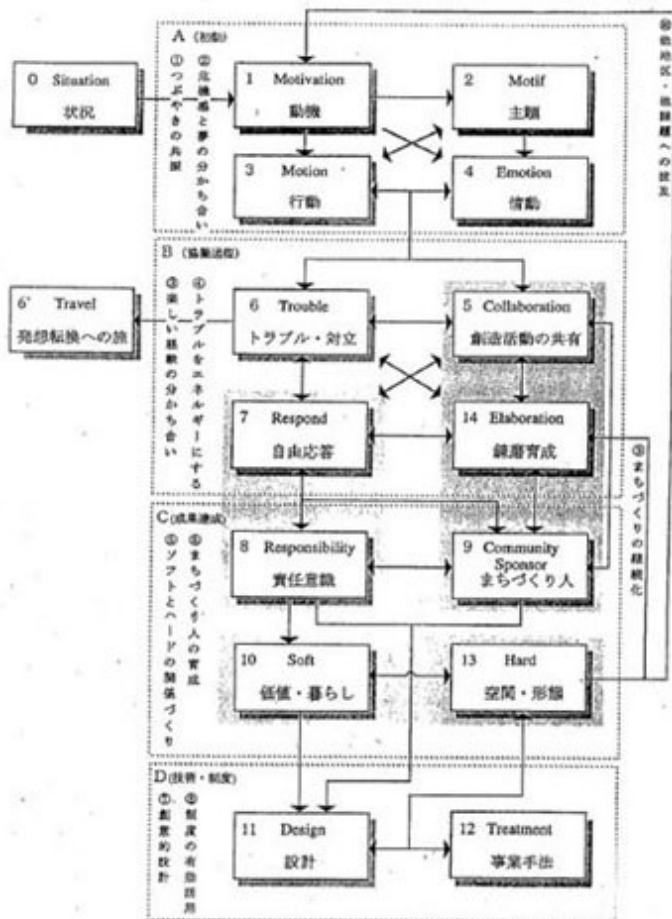 A (初動)
0 Situation
状況
①つぶやきの共振
②危機感と夢の分かち合い
1 Motivation
動機
2 Motif
主題
3 Motion
行動
4 Emotion
情動
B (協働過程)
6' Travel
発想転換への旅
③楽しい経験の分かち合い
④トラブルをエネルギーにする
6 Trouble
トラブル・対立
5 Collaboration
創造活動の共有
7 Respond
自由応答
14 Elaboration
錬磨育成
C (成果達成)
ソフトとハードの関係づくり
まちづくり人の育成
8 Responsibility
責任意識
9 Community
Sponsor
まちづくり人
まちづくりの継続化
10 Soft
価値・暮らし
13 Hard
空間・形態
D (技術・制度)
創意的設計
制度の有効活用
11 Design
設計
12 Treatment
事業手法